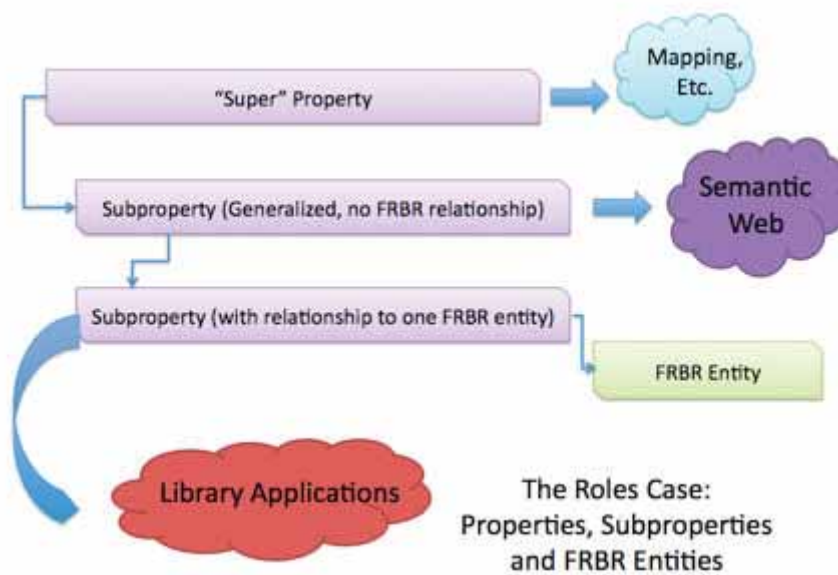 Mapping,
Etc.
“Super” Property
Semantic
Web
Subproperty (Generalized, no FRBR relationship)
Subproperty (with relationship to one FRBR entity)
FRBR Entity
Library Applications
The Roles Case:
Properties, Subproperties
and FRBR Entities